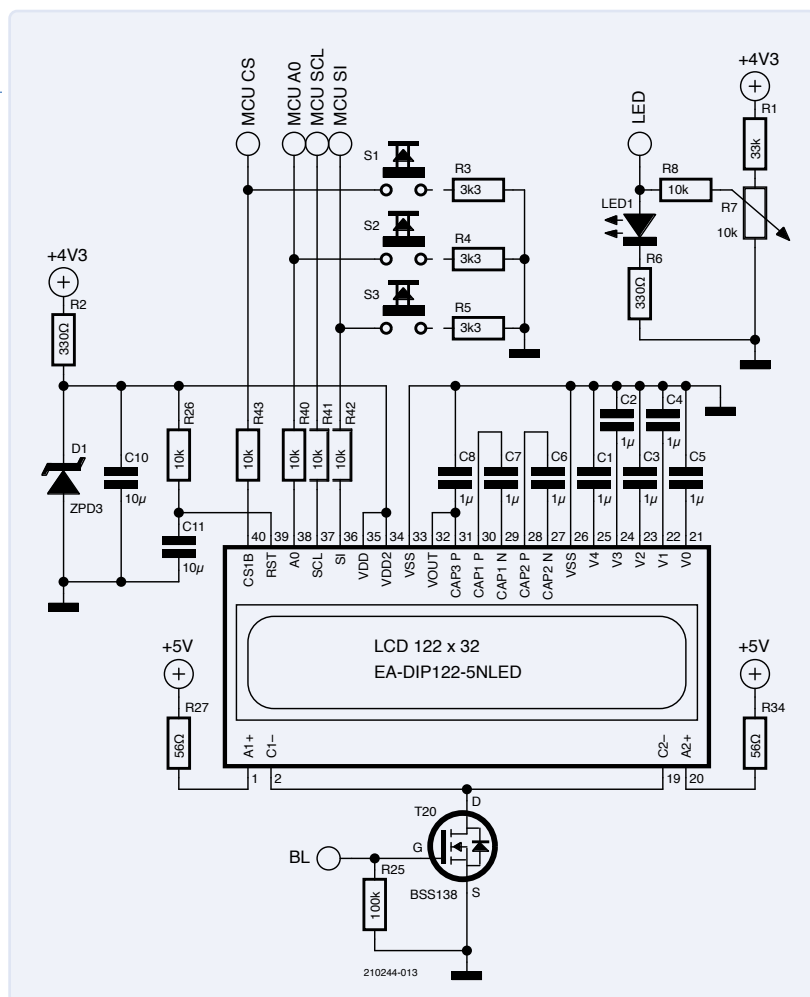 MCU CS
MCU A0
MCU SCL
MCU SI
LED
+4V3
R1
33k
S1
R3
3k3
R8
10k
R7
10k
LED1
S2
R4
3k3
R6
330Ω
S3
R5
3k3
+4V3
R2
330Ω
R26
10k
R43
10k
R40
10k
R41
10k
R42
10k
D1
ZPD3
C10
10µ
C11
10µ
C8
1µ
C7
1µ
C6
1µ
C1
1µ
C2
1µ
C3
1µ
C4
1µ
C5
1µ
40 39 38 37 36 35 34 33 32 31 30 29 28 27 26 25 24 23 22 21
CS1B
RST
A0
SCL
SI
VDD
VDD2
VSS
VOUT
CAP3 P
CAP1 P
CAP1 N
CAP2 P
CAP2 N
VSS
V4
V3
V2
V1
V0
LCD 122 x 32
EA-DIP122-5NLED
+5V
R27
56Ω
+5V
R34
56Ω
A1+
C1–
C2–
A2+
1 2 19 20
T20
D
G
S
BSS138
BL
R25
100k
210244-013